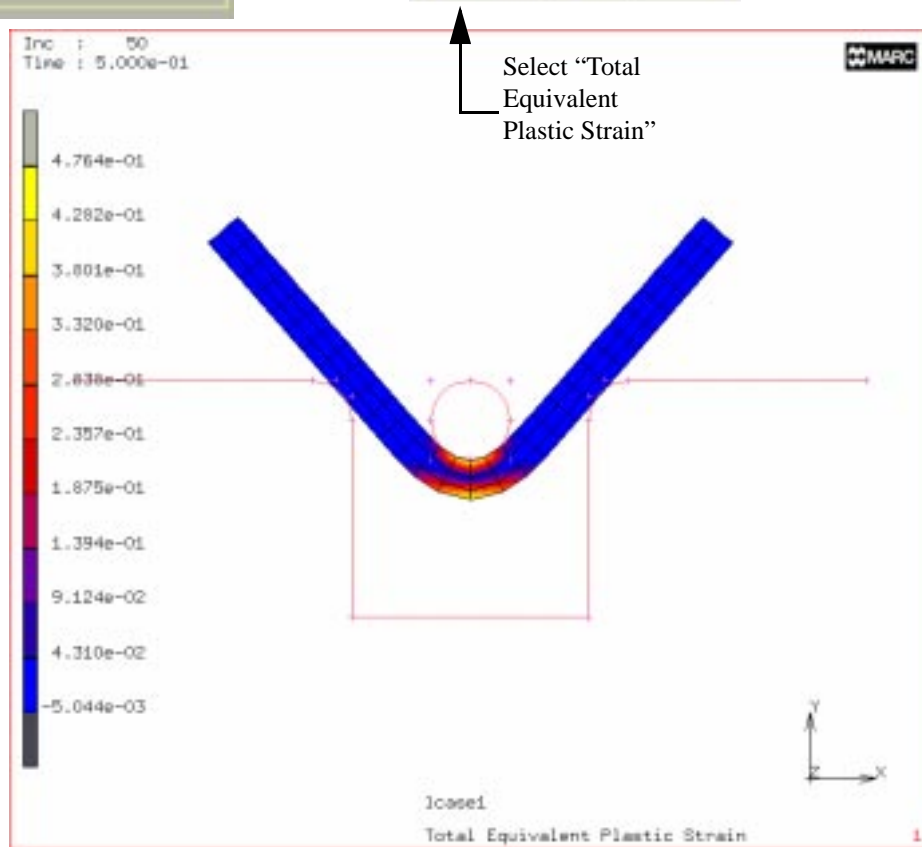 Inc : 50
Time : 5.000e-01
MARC
Select “Total
Equivalent
Plastic Strain”
4.764e-01
4.282e-01
3.801e-01
3.320e-01
2.838e-01
2.357e-01
1.875e-01
1.394e-01
9.124e-02
4.310e-02
-5.044e-03
Y
Z X
lcase1
Total Equivalent Plastic Strain 1